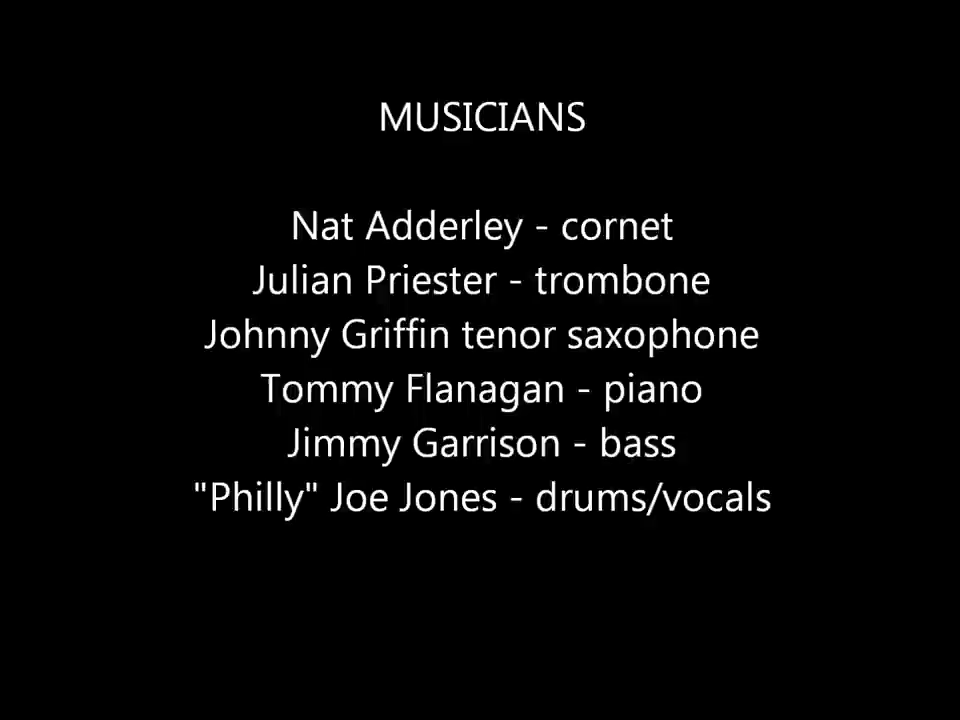 MUSICIANS
Nat Adderley - cornet
Julian Priester - trombone
Johnny Griffin tenor saxophone
Tommy Flanagan - piano
Jimmy Garrison - bass
"Philly" Joe Jones - drums/vocals